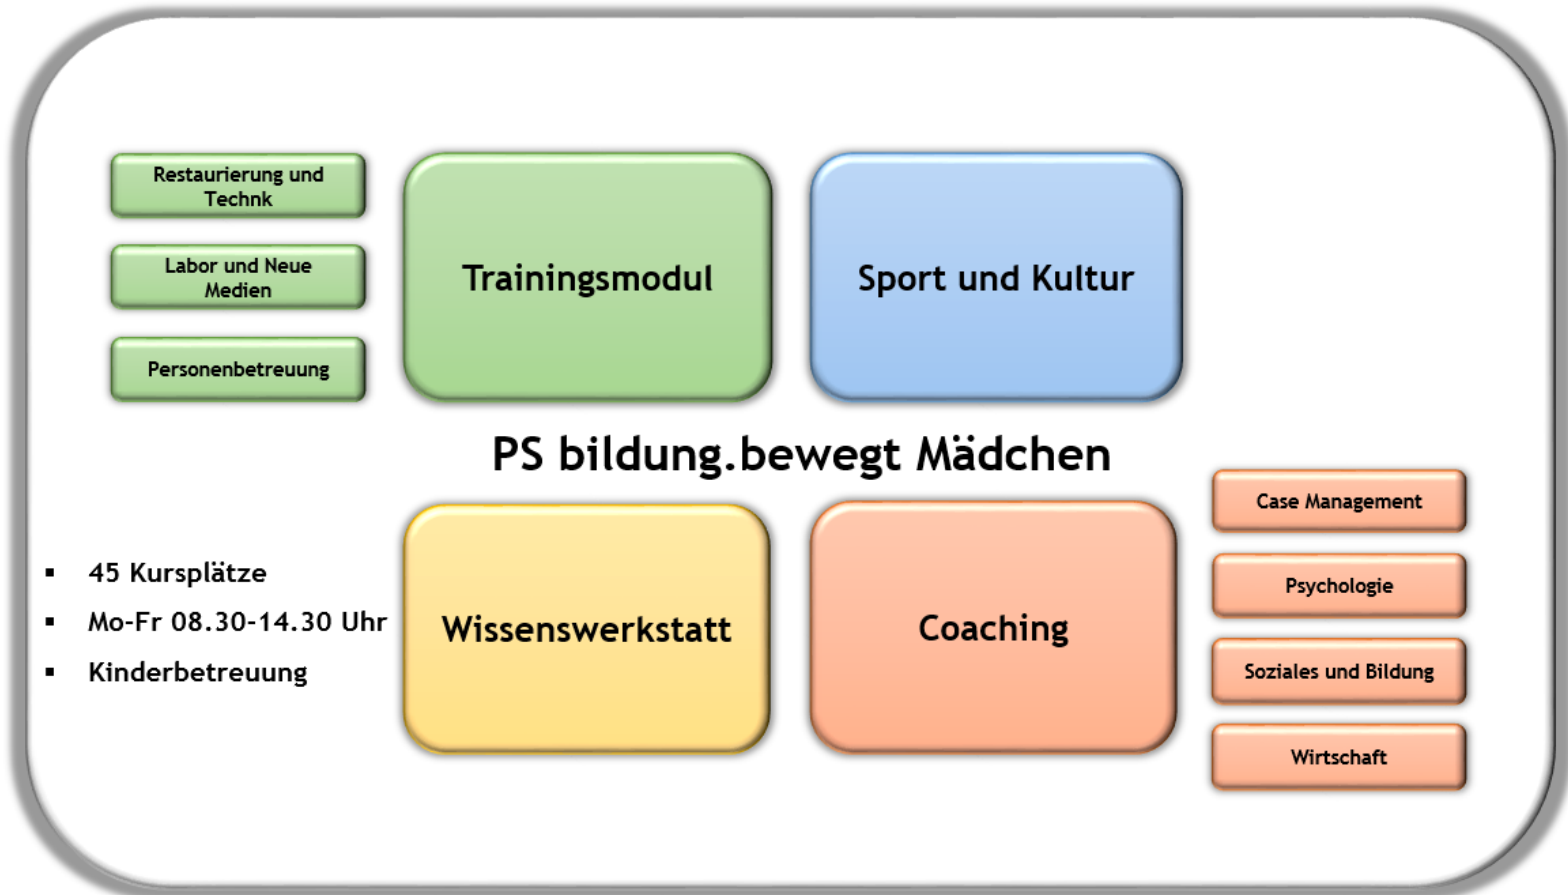 Restaurierung und
Technk
Labor und Neue
Medien
Personenbetreuung
Trainingsmodul
Sport und Kultur
PS bildung.bewegt Mädchen
▪ 45 Kursplätze
▪ Mo-Fr 08.30-14.30 Uhr
▪ Kinderbetreuung
Wissenswerkstatt
Coaching
Case Management
Psychologie
Soziales und Bildung
Wirtschaft